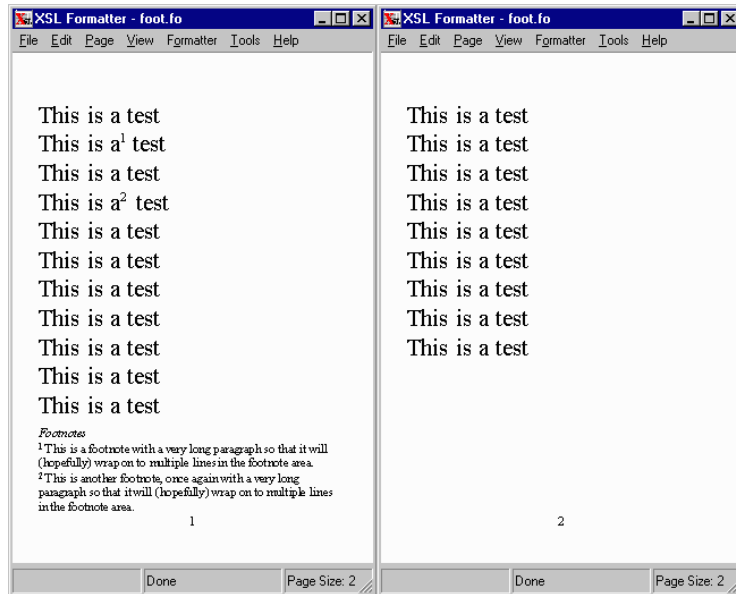 XSL Formatter - foot.fo
File Edit Page View Formatter Tools Help
This is a test
This is a¹ test
This is a test
This is a² test
This is a test
This is a test
This is a test
This is a test
This is a test
This is a test
This is a test
Footnotes
¹ This is a footnote with a very long paragraph so that it will
(hopefully) wrap on to multiple lines in the footnote area.
² This is another footnote, once again with a very long
paragraph so that it will (hopefully) wrap on to multiple lines
in the footnote area.
1
Done Page Size: 2
XSL Formatter - foot.fo
File Edit Page View Formatter Tools Help
This is a test
This is a test
This is a test
This is a test
This is a test
This is a test
This is a test
This is a test
This is a test
2
Done Page Size: 2